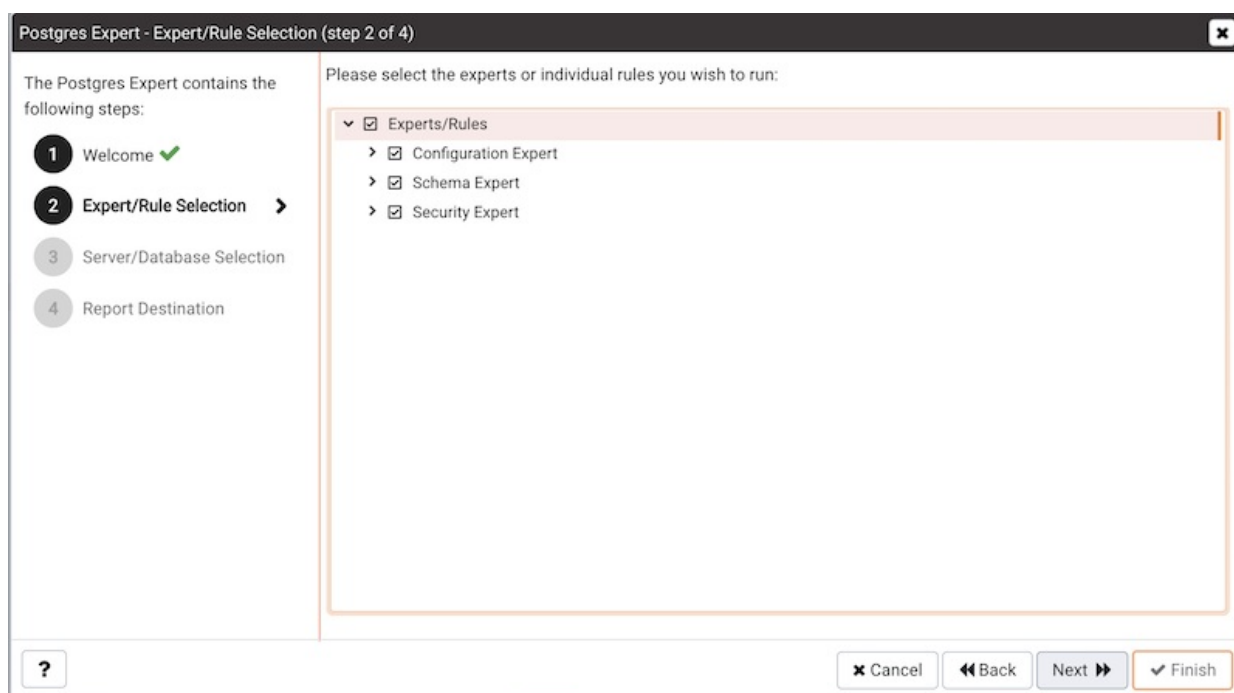 Postgres Expert - Expert/Rule Selection (step 2 of 4)
The Postgres Expert contains the
following steps:
1 Welcome
2 Expert/Rule Selection
3 Server/Database Selection
4 Report Destination
Please select the experts or individual rules you wish to run:
Experts/Rules
Configuration Expert
Schema Expert
Security Expert
? Cancel Back Next Finish